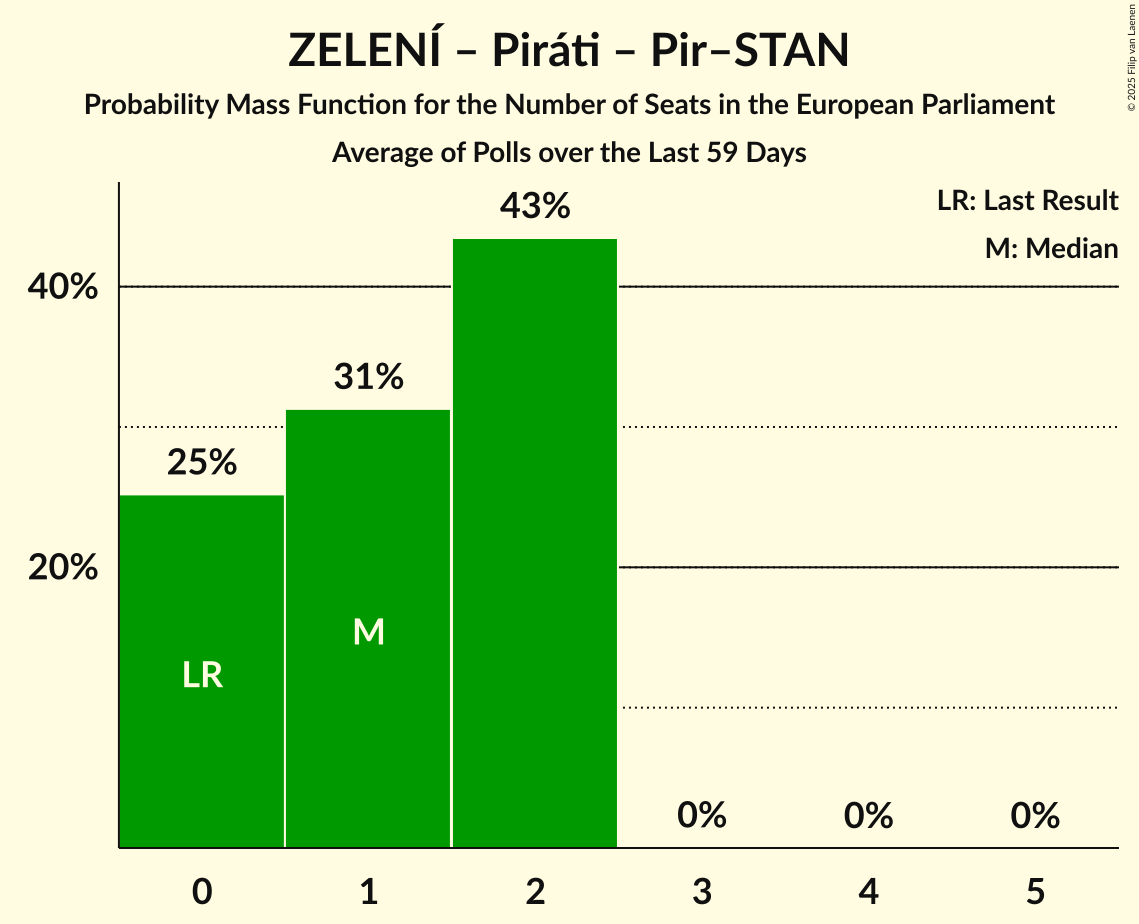 ZELENÍ – Piráti – Pir–STAN
Probability Mass Function for the Number of Seats in the European Parliament
Average of Polls over the Last 59 Days
© 2025 Filip van Laenen
LR: Last Result
M: Median
43%
40%
31%
25%
20%
M
LR
0%
0%
0%
0
1
2
3
4
5